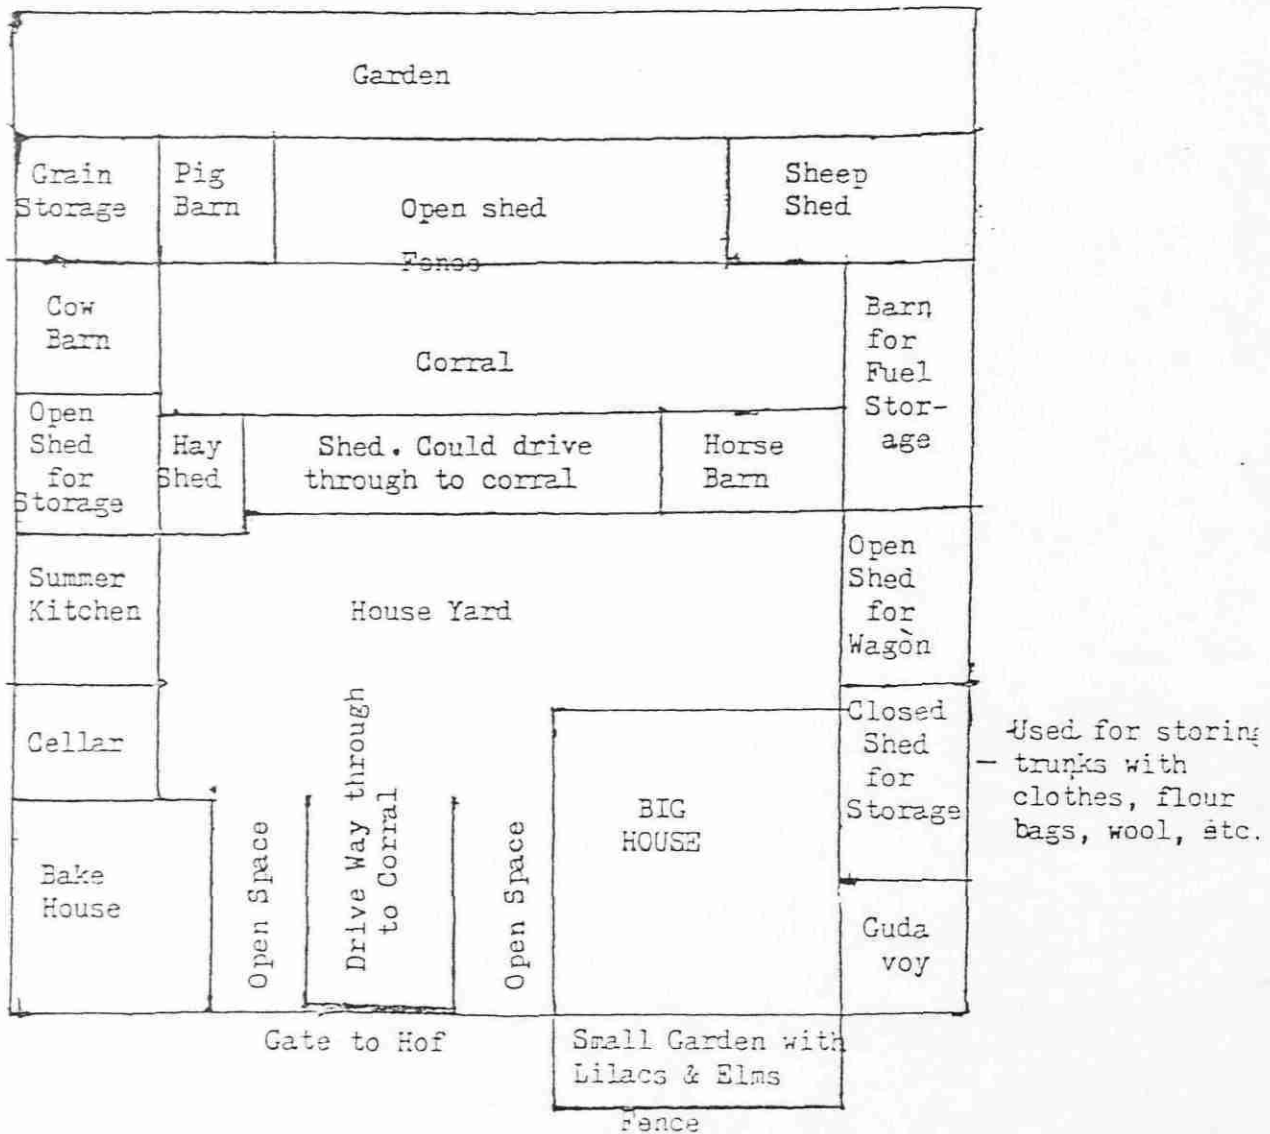 Garden
Grain
Storage
Pig
Barn
Open shed
Sheep
Shed
Fence
Cow
Barn
Corral
Barn
for
Fuel
Stor-
age
Open
Shed
for
Storage
Hay
Shed
Shed. Could drive
through to corral
Horse
Barn
Summer
Kitchen
House Yard
Open
Shed
for
Wagon
Cellar
Drive Way through
to Corral
Closed
Shed
for
Storage
Used for storing
trunks with
clothes, flour
bags, wool, etc.
BIG
HOUSE
Bake
House
Open Space
Open Space
Guda
voy
Gate to Hof
Small Garden with
Lilacs & Elms
Fence